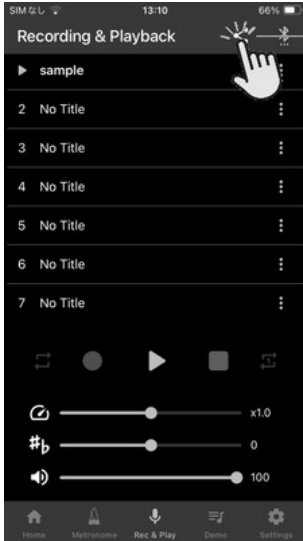 SIMなし 13:10 66%
Recording & Playback
sample
2 No Title
3 No Title
4 No Title
5 No Title
6 No Title
7 No Title
x1.0
0
100
Home Metronome Rec & Play Demo Settings